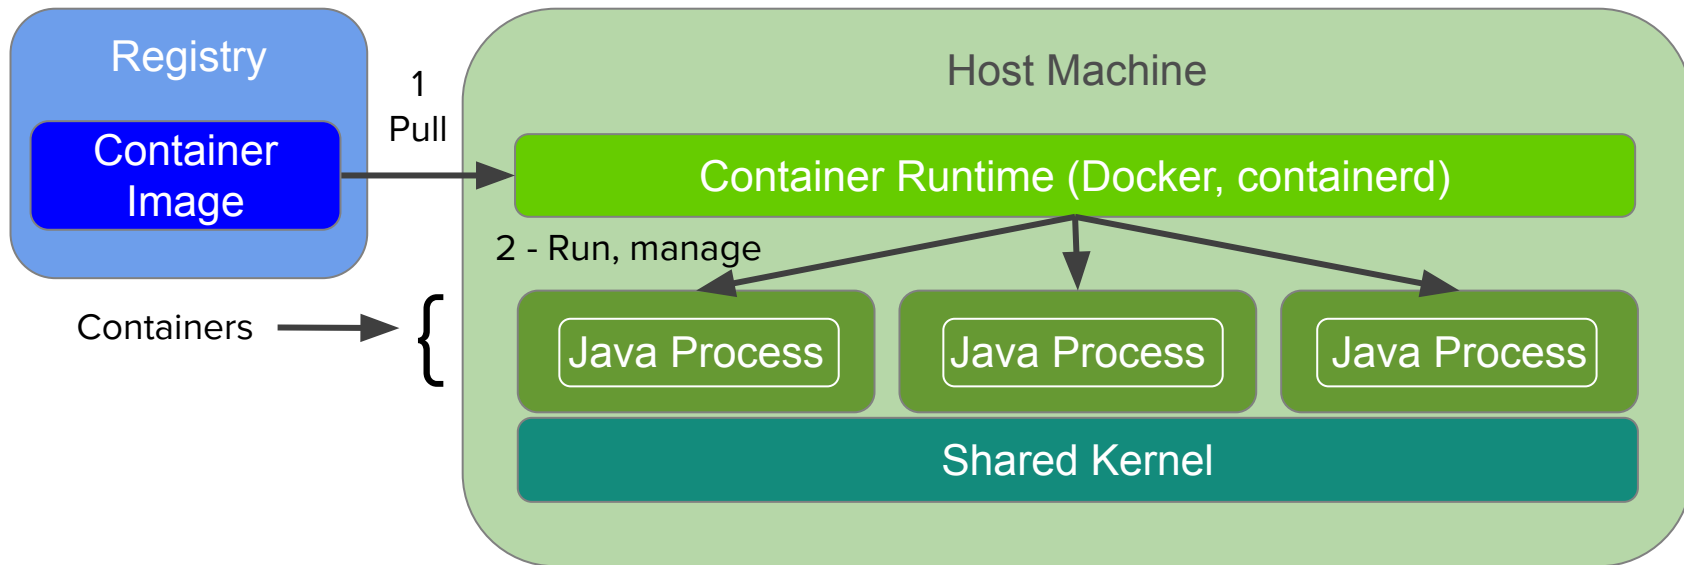 Registry
Container
Image
1
Pull
Host Machine
Container Runtime (Docker, containerd)
2 - Run, manage
Containers
{
Java Process
Java Process
Java Process
Shared Kernel